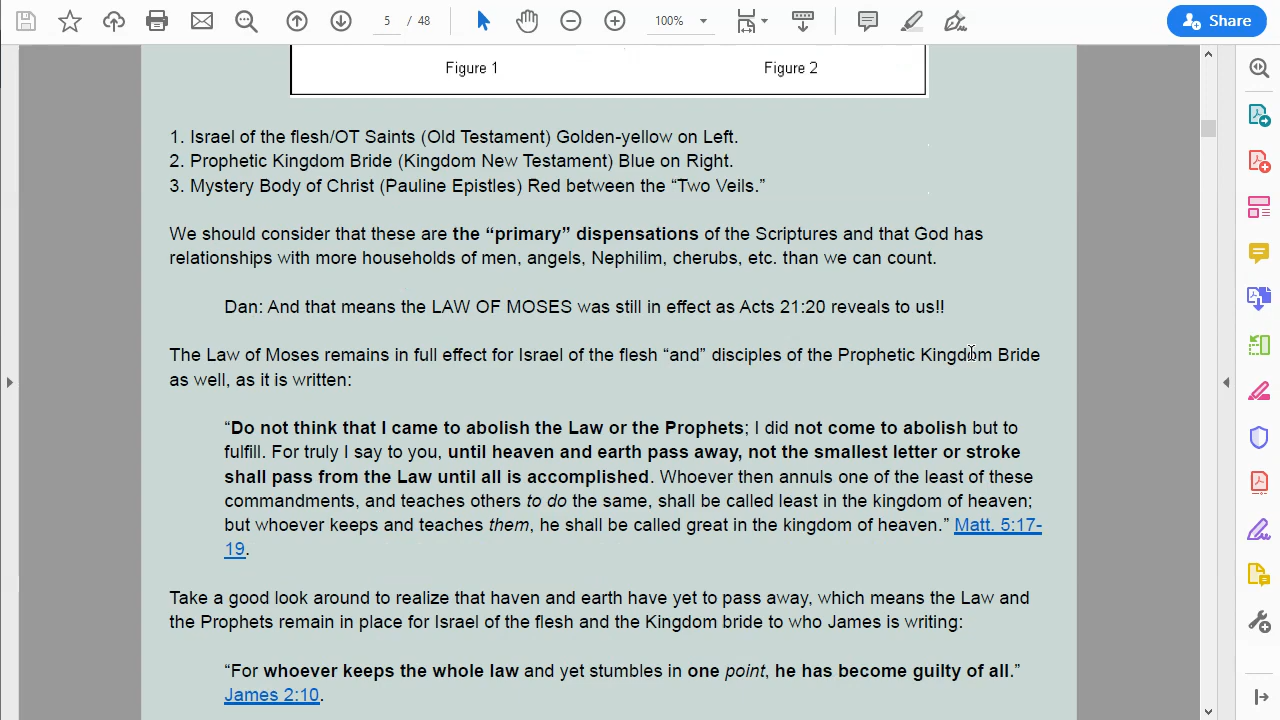 5 / 48
100%
Share
Figure 1 Figure 2
1. Israel of the flesh/OT Saints (Old Testament) Golden-yellow on Left.
2. Prophetic Kingdom Bride (Kingdom New Testament) Blue on Right.
3. Mystery Body of Christ (Pauline Epistles) Red between the “Two Veils.”
We should consider that these are the “primary” dispensations of the Scriptures and that God has
relationships with more households of men, angels, Nephilim, cherubs, etc. than we can count.
Dan: And that means the LAW OF MOSES was still in effect as Acts 21:20 reveals to us!!
The Law of Moses remains in full effect for Israel of the flesh “and” disciples of the Prophetic Kingdom Bride
as well, as it is written:
“Do not think that I came to abolish the Law or the Prophets; I did not come to abolish but to
fulfill. For truly I say to you, until heaven and earth pass away, not the smallest letter or stroke
shall pass from the Law until all is accomplished. Whoever then annuls one of the least of these
commandments, and teaches others to do the same, shall be called least in the kingdom of heaven;
but whoever keeps and teaches them, he shall be called great in the kingdom of heaven.” Matt. 5:17-
19.
Take a good look around to realize that haven and earth have yet to pass away, which means the Law and
the Prophets remain in place for Israel of the flesh and the Kingdom bride to who James is writing:
“For whoever keeps the whole law and yet stumbles in one point, he has become guilty of all.”
James 2:10.